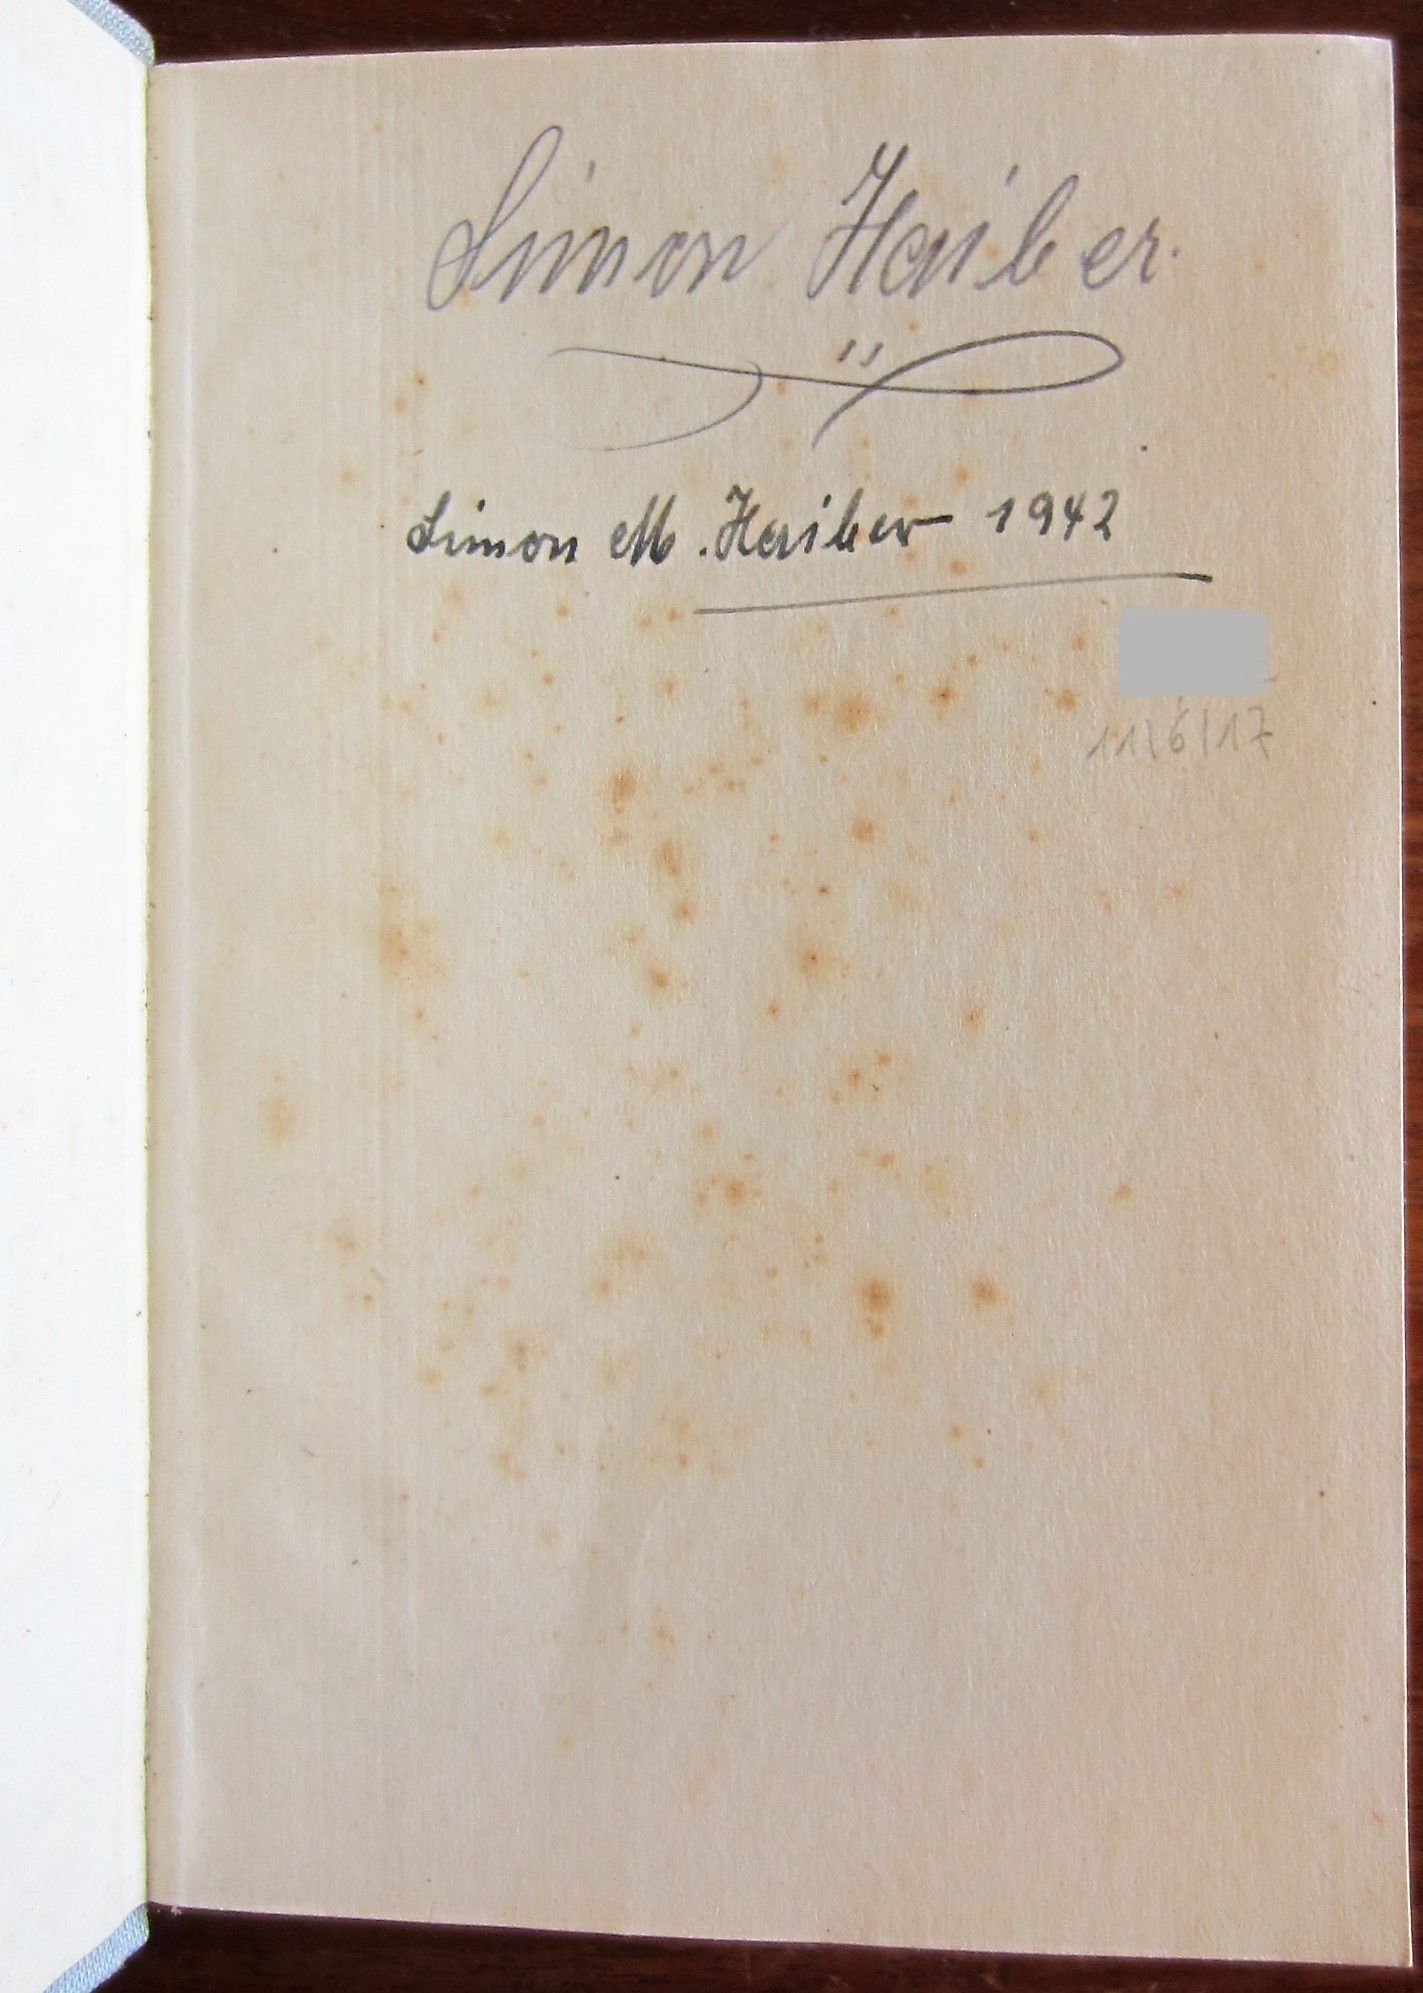 Simon Haiber.
Simon M. Haiber 1942
11/6/17